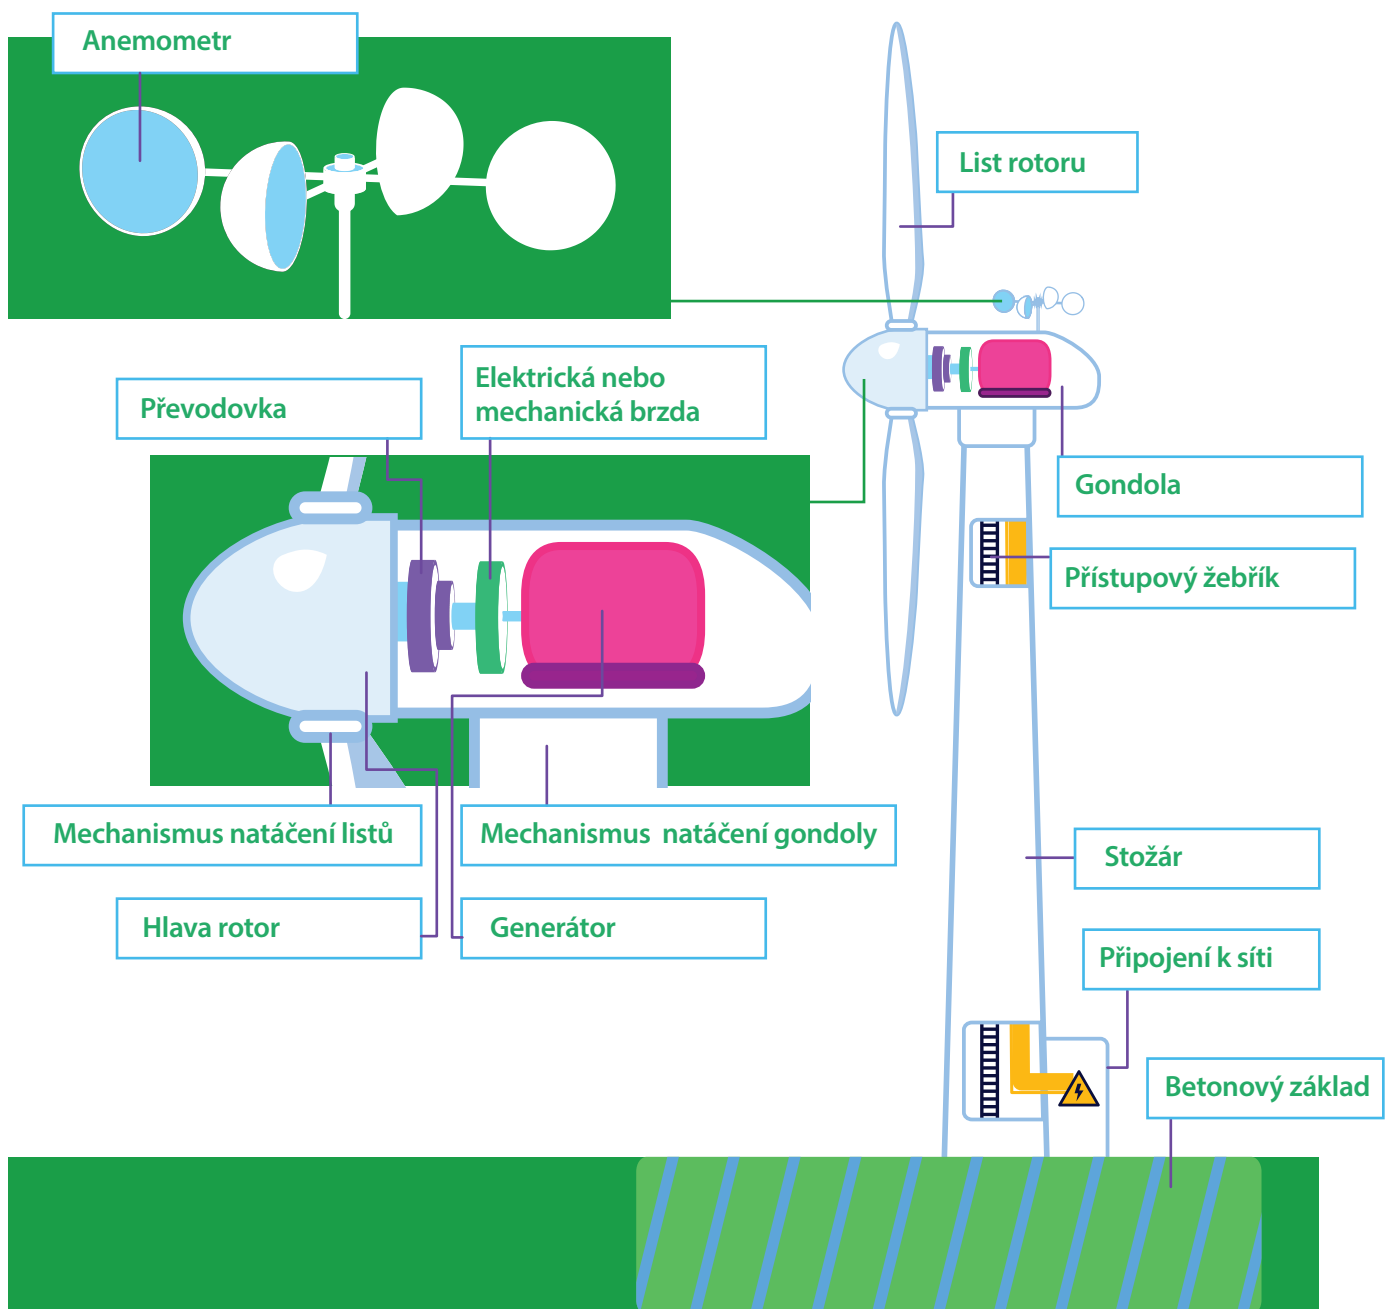 Anemometr
List rotoru
Elektrická nebo
mechanická brzda
Převodovka
Gondola
Přístupový žebřík
Mechanismus natáčení listů
Mechanismus  natáčení gondoly
Stožár
Hlava rotor
Generátor
Připojení k síti
Betonový základ